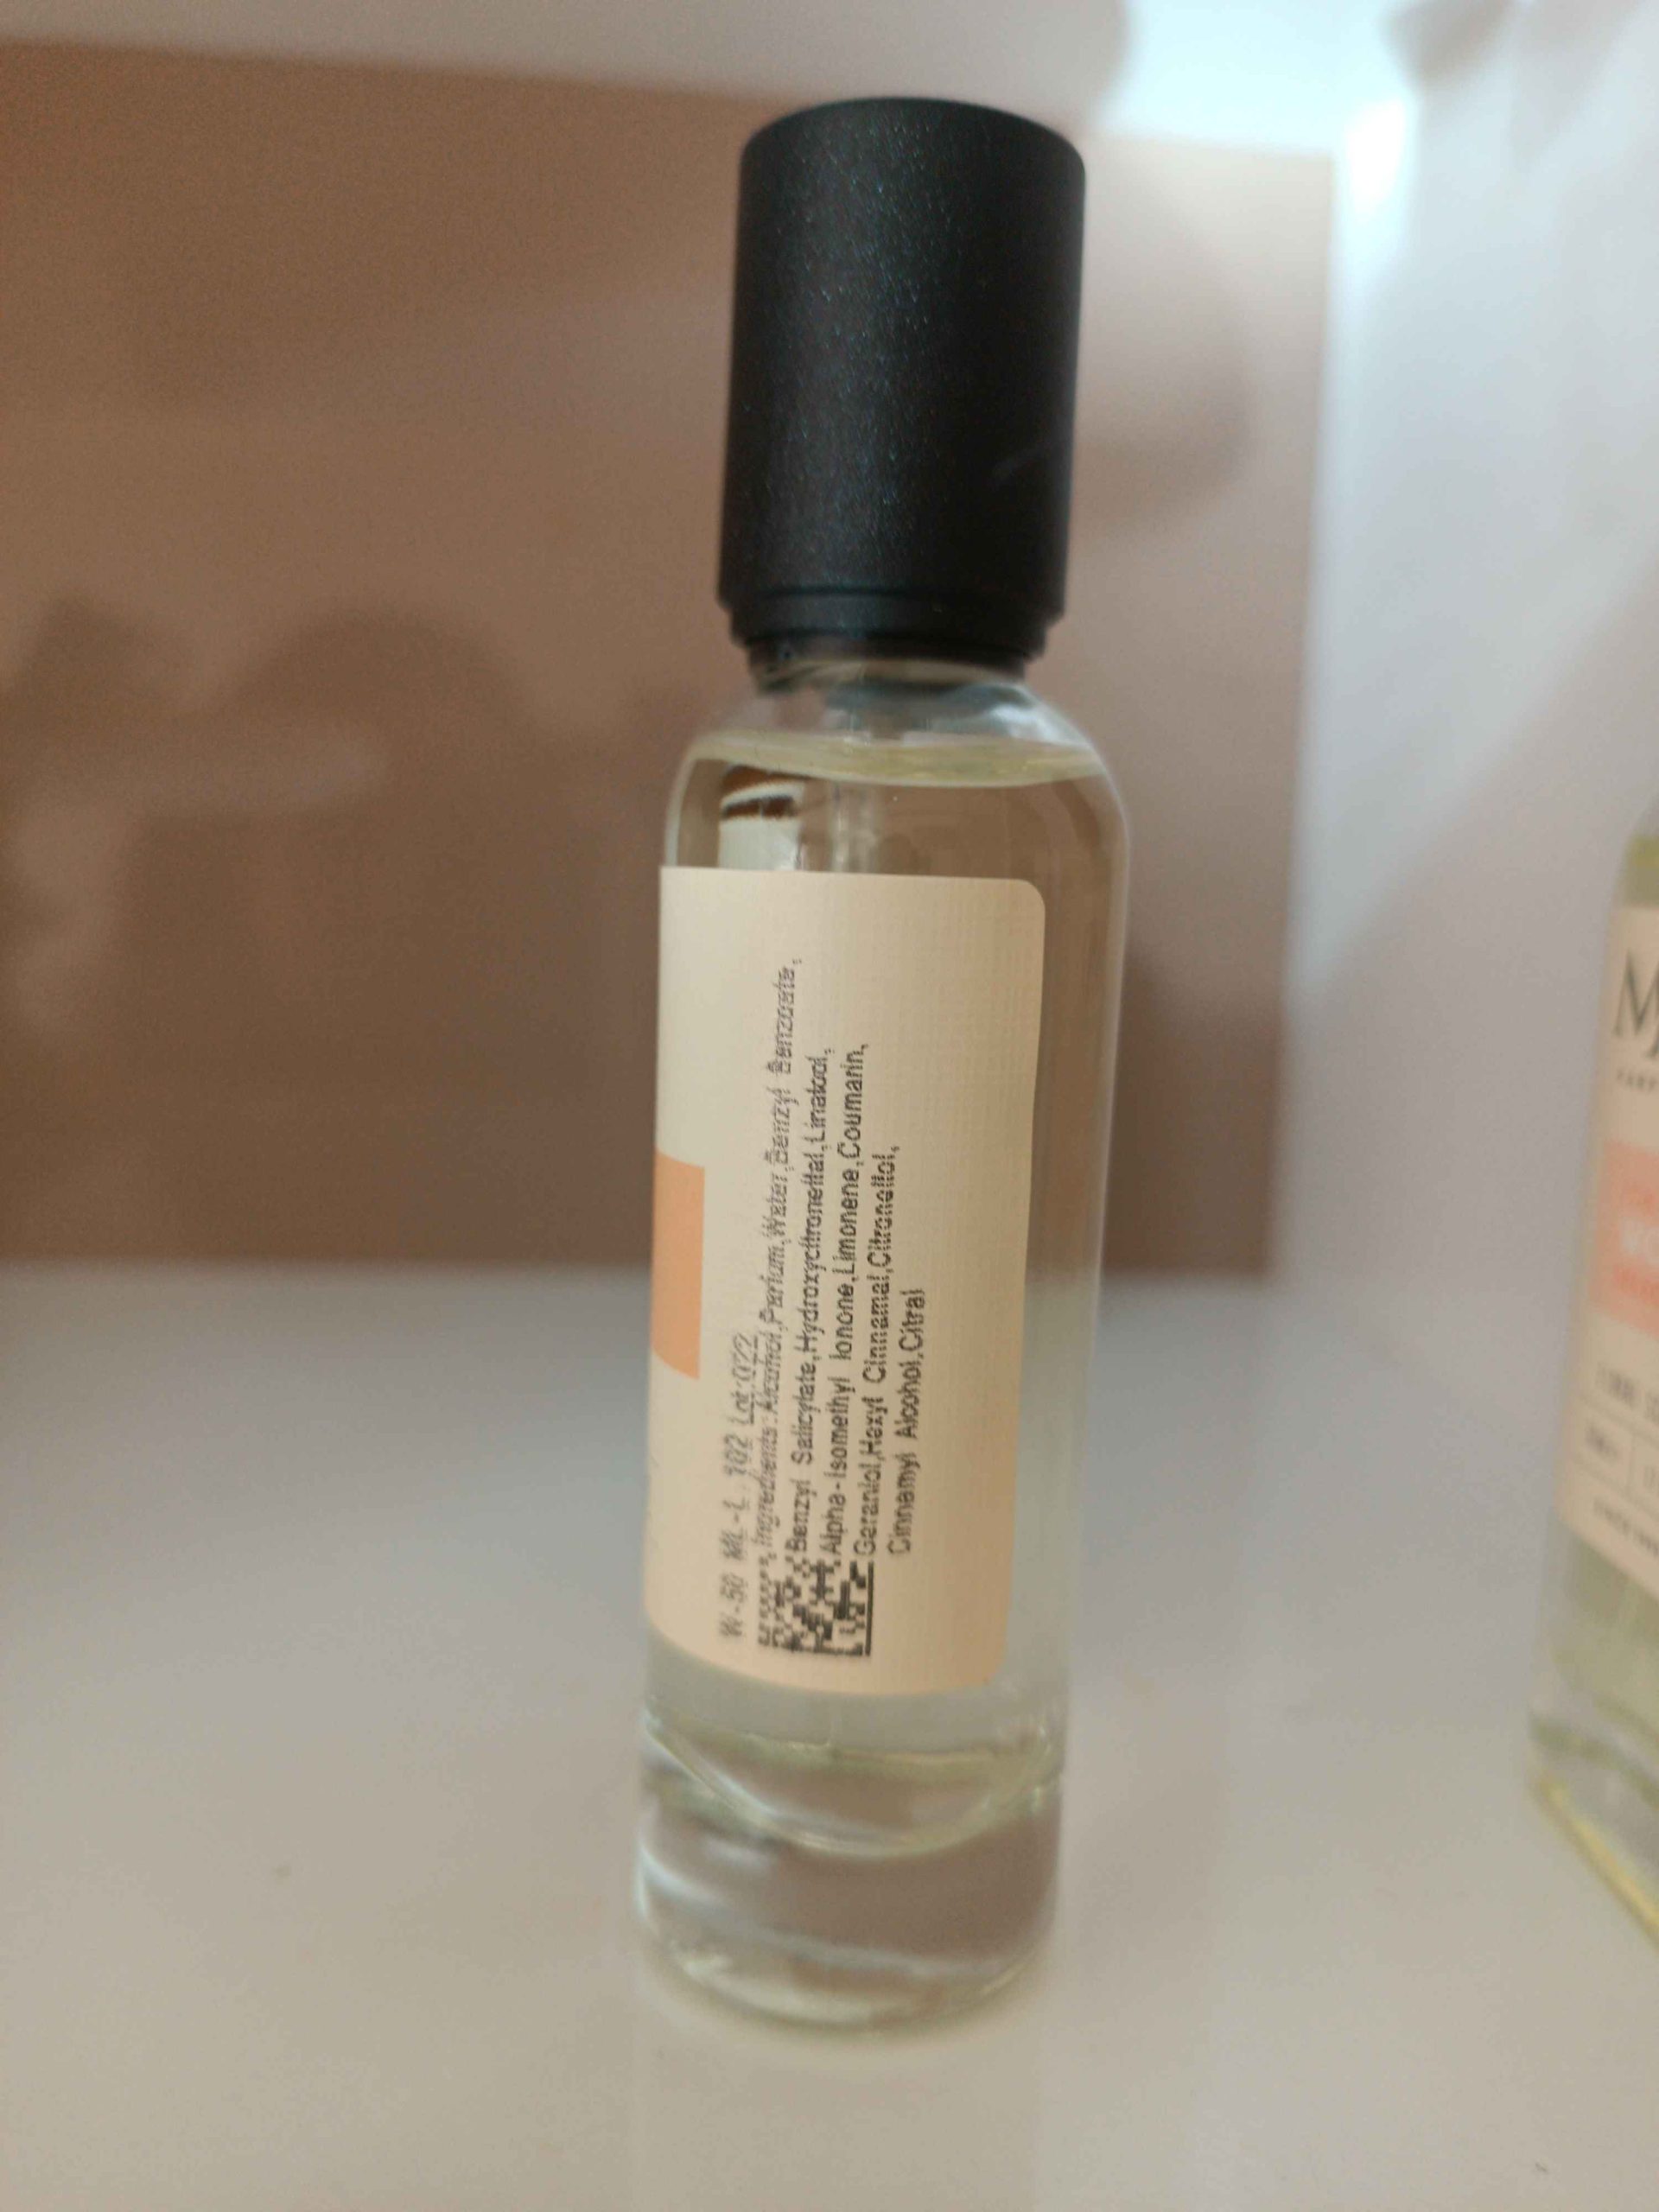 W-50 ML-L 102 Lot:022
Ingredients:Alcohol,Parfum,Water,Benzyl Benzoate,
Benzyl Salicylate,Hydroxycitronellal,Linalool,
Alpha-Isomethyl Ionone,Limonene,Coumarin,
Geraniol,Hexyl Cinnamal,Citronellol,
Cinnamyl Alcohol,Citral